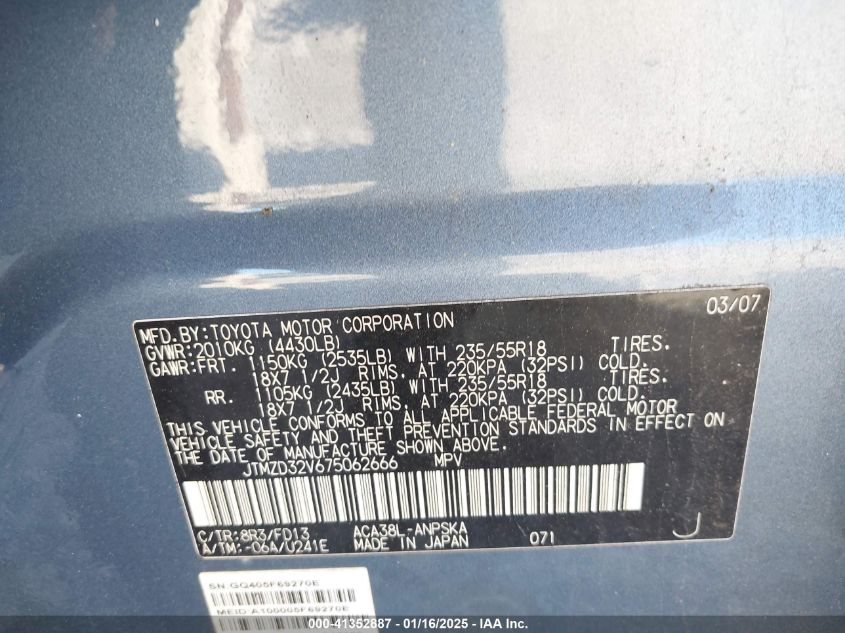 03/07
MFD.BY:TOYOTA MOTOR CORPORATION
GVWR:2010KG (4430LB)
GAWR:FRT. 1150KG (2535LB) WITH 235/55R18 TIRES.
18X7 1/2J RIMS. AT 220KPA (32PSI) COLD.
RR. 1105KG (2435LB) WITH 235/55R18 TIRES.
18X7 1/2J RIMS. AT 220KPA (32PSI) COLD.
THIS VEHICLE CONFORMS TO ALL APPLICABLE FEDERAL MOTOR
VEHICLE SAFETY AND THEFT PREVENTION STANDARDS IN EFFECT ON
THE DATE OF MANUFACTURE SHOWN ABOVE.
JTMZD32V675062666 MPV
C/TR:8R3/FD13 ACA38L-ANPSKA
A/TM:-06A/U241E MADE IN JAPAN 071 J
SN:GQ405F69270E
MEID:A100005F69270E
000-41352887 - 01/16/2025 - IAA Inc.